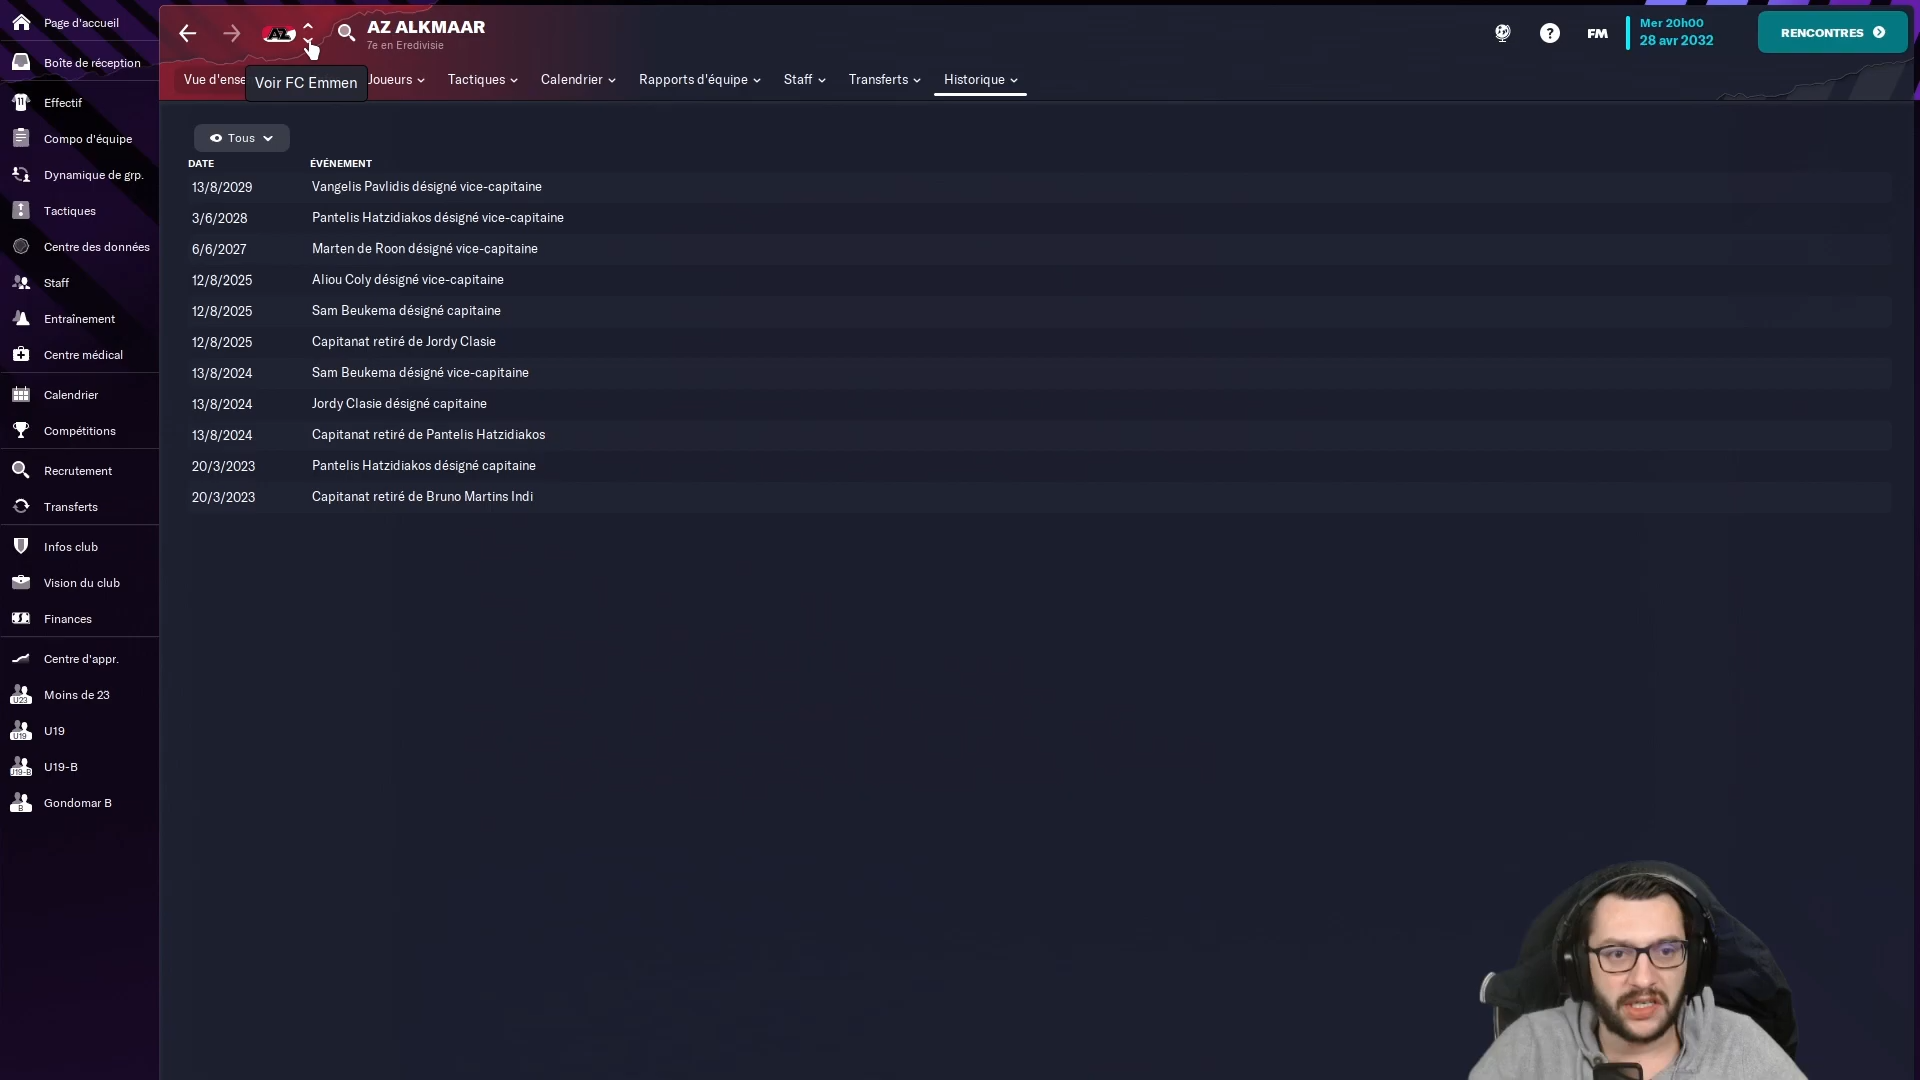 Page d'accueil
Boîte de réception
Effectif
Compo d'équipe
Dynamique de grp.
Tactiques
Centre des données
Staff
Entraînement
Centre médical
Calendrier
Compétitions
Recrutement
Transferts
Infos club
Vision du club
Finances
Centre d'appr.
U23 Moins de 23
U19 U19
U19-B U19-B
B Gondomar B
AZ AZ ALKMAAR
7e en Eredivisie
FM
Mer 20h00
28 avr 2032
RENCONTRES
Vue d'ense Joueurs Tactiques Calendrier Rapports d'équipe Staff Transferts Historique
Voir FC Emmen
Tous
DATE ÉVÉNEMENT
13/8/2029 Vangelis Pavlidis désigné vice-capitaine
3/6/2028 Pantelis Hatzidiakos désigné vice-capitaine
6/6/2027 Marten de Roon désigné vice-capitaine
12/8/2025 Aliou Coly désigné vice-capitaine
12/8/2025 Sam Beukema désigné capitaine
12/8/2025 Capitanat retiré de Jordy Clasie
13/8/2024 Sam Beukema désigné vice-capitaine
13/8/2024 Jordy Clasie désigné capitaine
13/8/2024 Capitanat retiré de Pantelis Hatzidiakos
20/3/2023 Pantelis Hatzidiakos désigné capitaine
20/3/2023 Capitanat retiré de Bruno Martins Indi